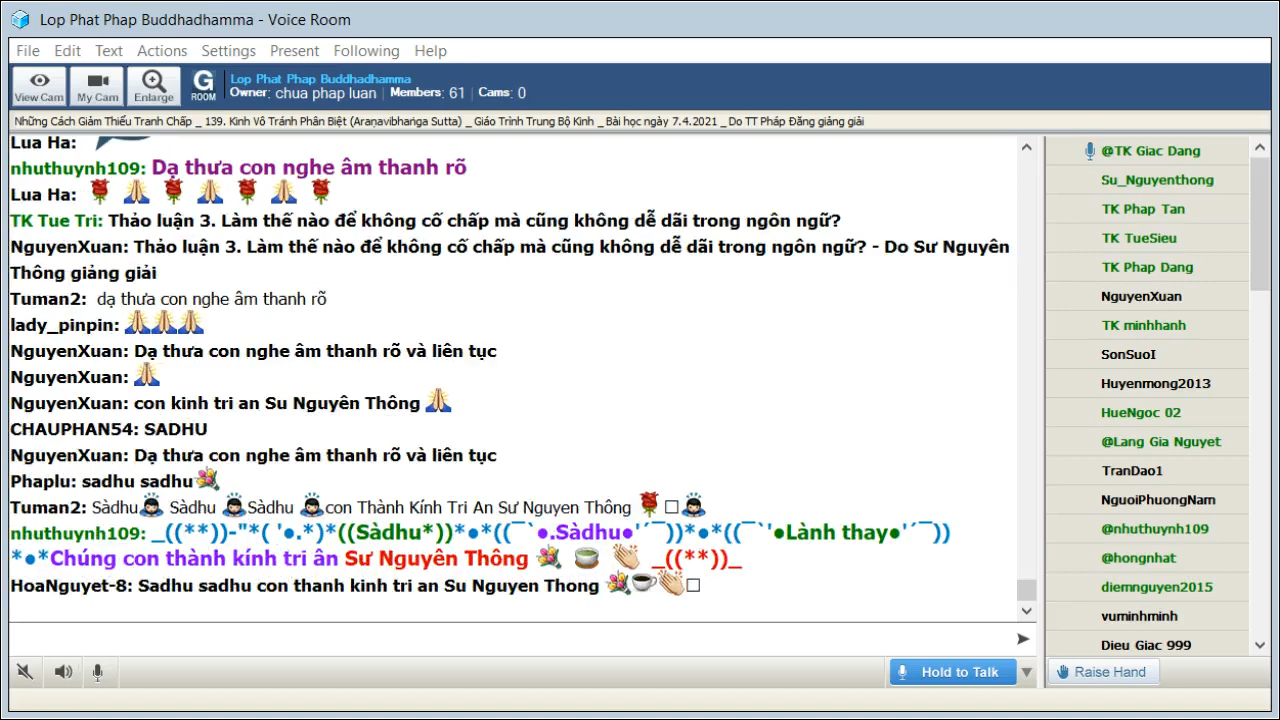 Lop Phat Phap Buddhadhamma - Voice Room
File Edit Text Actions Settings Present Following Help
View Cam My Cam Enlarge G ROOM
Lop Phat Phap Buddhadhamma
Owner: chua phap luan Members: 61 Cams: 0
Những Cách Giảm Thiểu Tranh Chấp _ 139. Kinh Vô Tránh Phân Biệt (Araṇavibhaṅga Sutta) _Giáo Trình Trung Bộ Kinh _Bài học ngày 7.4.2021 _Do TT Pháp Đăng giảng giải
Lua Ha:
nhuthuynh109: Dạ thưa con nghe âm thanh rõ
Lua Ha: 🌹 🙏 🌹 🙏 🌹 🙏 🌹
TK Tue Tri: Thảo luận 3. Làm thế nào để không cố chấp mà cũng không dễ dãi trong ngôn ngữ?
NguyenXuan: Thảo luận 3. Làm thế nào để không cố chấp mà cũng không dễ dãi trong ngôn ngữ? - Do Sư Nguyên
Thông giảng giải
Tuman2: dạ thưa con nghe âm thanh rõ
lady_pinpin: 🙏🙏🙏
NguyenXuan: Dạ thưa con nghe âm thanh rõ và liên tục
NguyenXuan: 🙏
NguyenXuan: con kinh tri an Su Nguyên Thông 🙏
CHAUPHAN54: SADHU
NguyenXuan: Dạ thưa con nghe âm thanh rõ và liên tục
Phaplu: sadhu sadhu💐
Tuman2: Sàdhu🙇 Sàdhu 🙇Sàdhu 🙇con Thành Kính Tri An Sư Nguyen Thông 🌹 □🙇
nhuthuynh109: _((**))-"*( '●.*)*((Sàdhu*))*●*((¯`●.Sàdhu●'´¯))*●*((¯`'●Lành thay●'´¯))
*●*Chúng con thành kính tri ân Sư Nguyên Thông 💐 🍵 👏 _((**))_
HoaNguyet-8: Sadhu sadhu con thanh kinh tri an Su Nguyen Thong 💐☕👏□
Hold to Talk
@TK Giac Dang
Su_Nguyenthong
TK Phap Tan
TK TueSieu
TK Phap Dang
NguyenXuan
TK minhhanh
SonSuoI
Huyenmong2013
HueNgoc 02
@Lang Gia Nguyet
TranDao1
NguoiPhuongNam
@nhuthuynh109
@hongnhat
diemnguyen2015
vuminhminh
Dieu Giac 999
Raise Hand